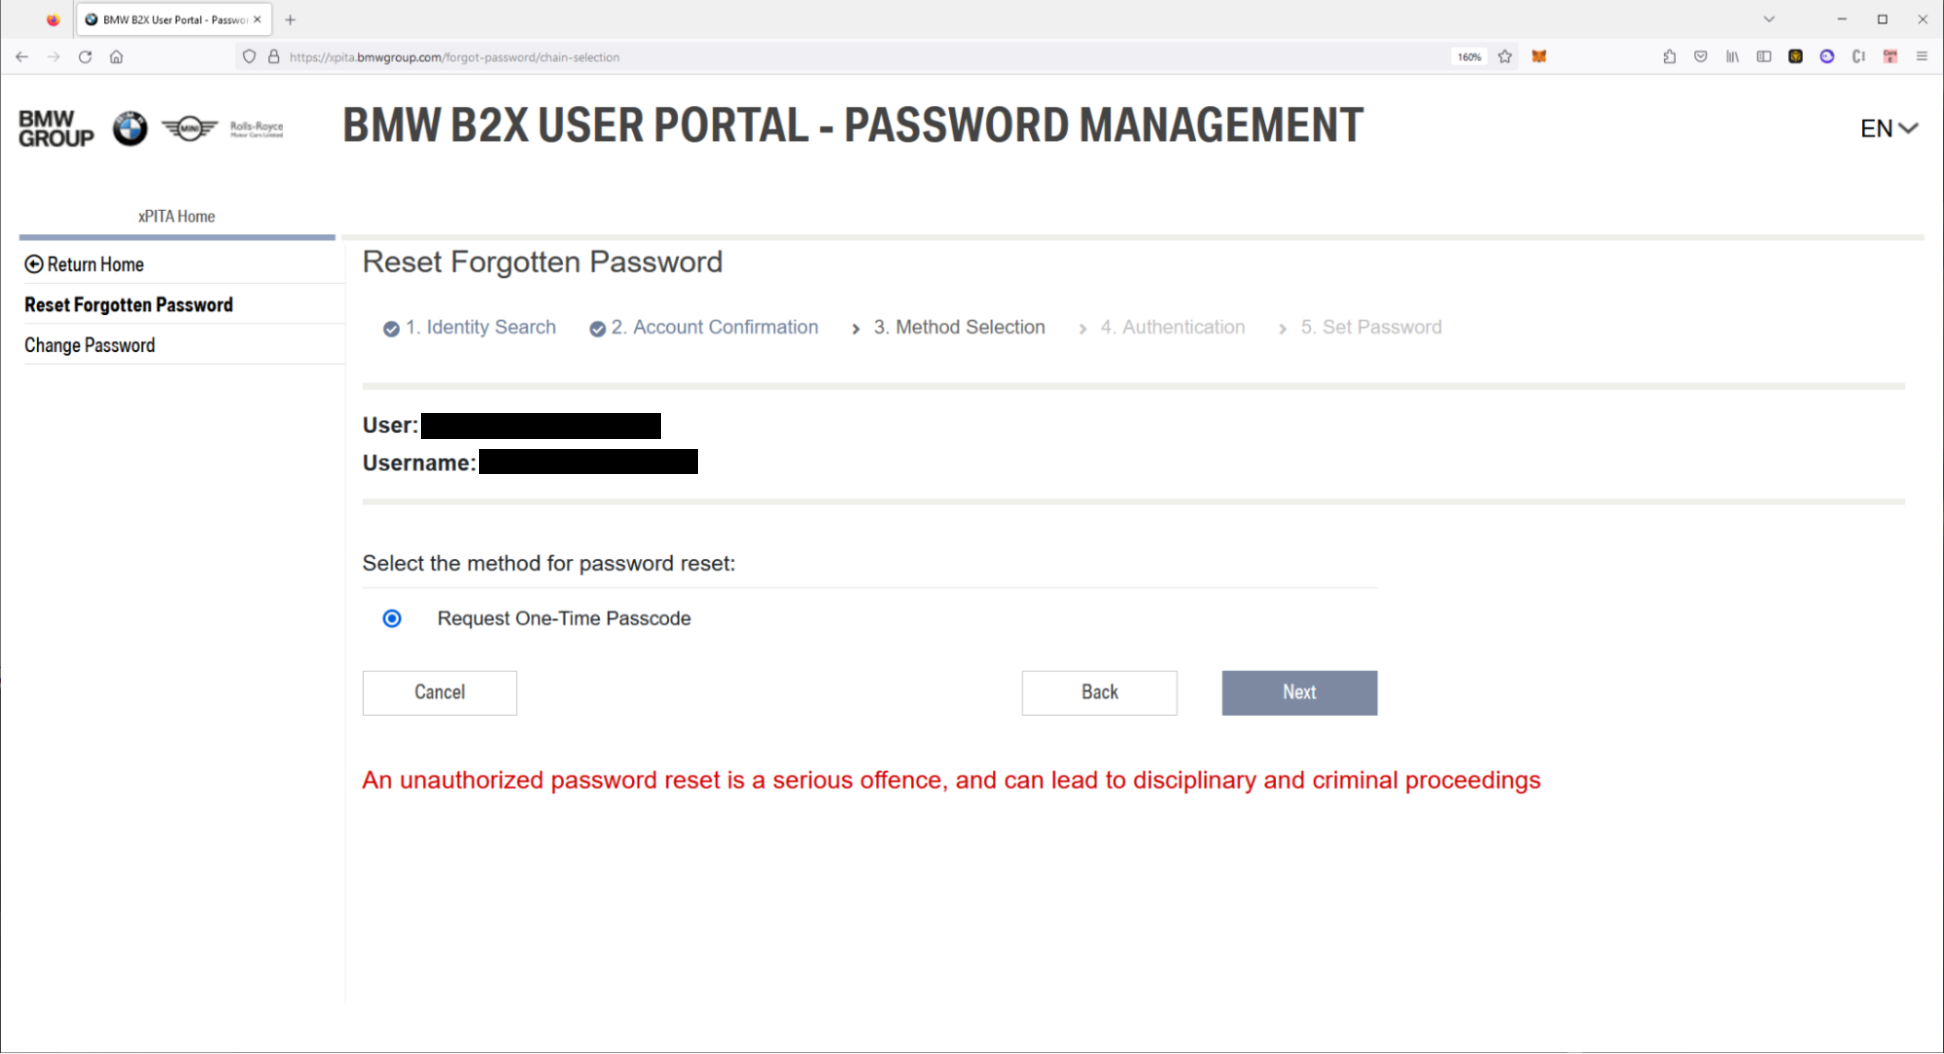 BMW B2X User Portal - Passwor
https://xpita.bmwgroup.com/forgot-password/chain-selection
160%
BMW
GROUP
MINI
Rolls-Royce
Motor Cars Limited
BMW B2X USER PORTAL - PASSWORD MANAGEMENT
EN
xPITA Home
Return Home
Reset Forgotten Password
Change Password
Reset Forgotten Password
1. Identity Search
2. Account Confirmation
3. Method Selection
4. Authentication
5. Set Password
User:
Username:
Select the method for password reset:
Request One-Time Passcode
Cancel
Back
Next
An unauthorized password reset is a serious offence, and can lead to disciplinary and criminal proceedings